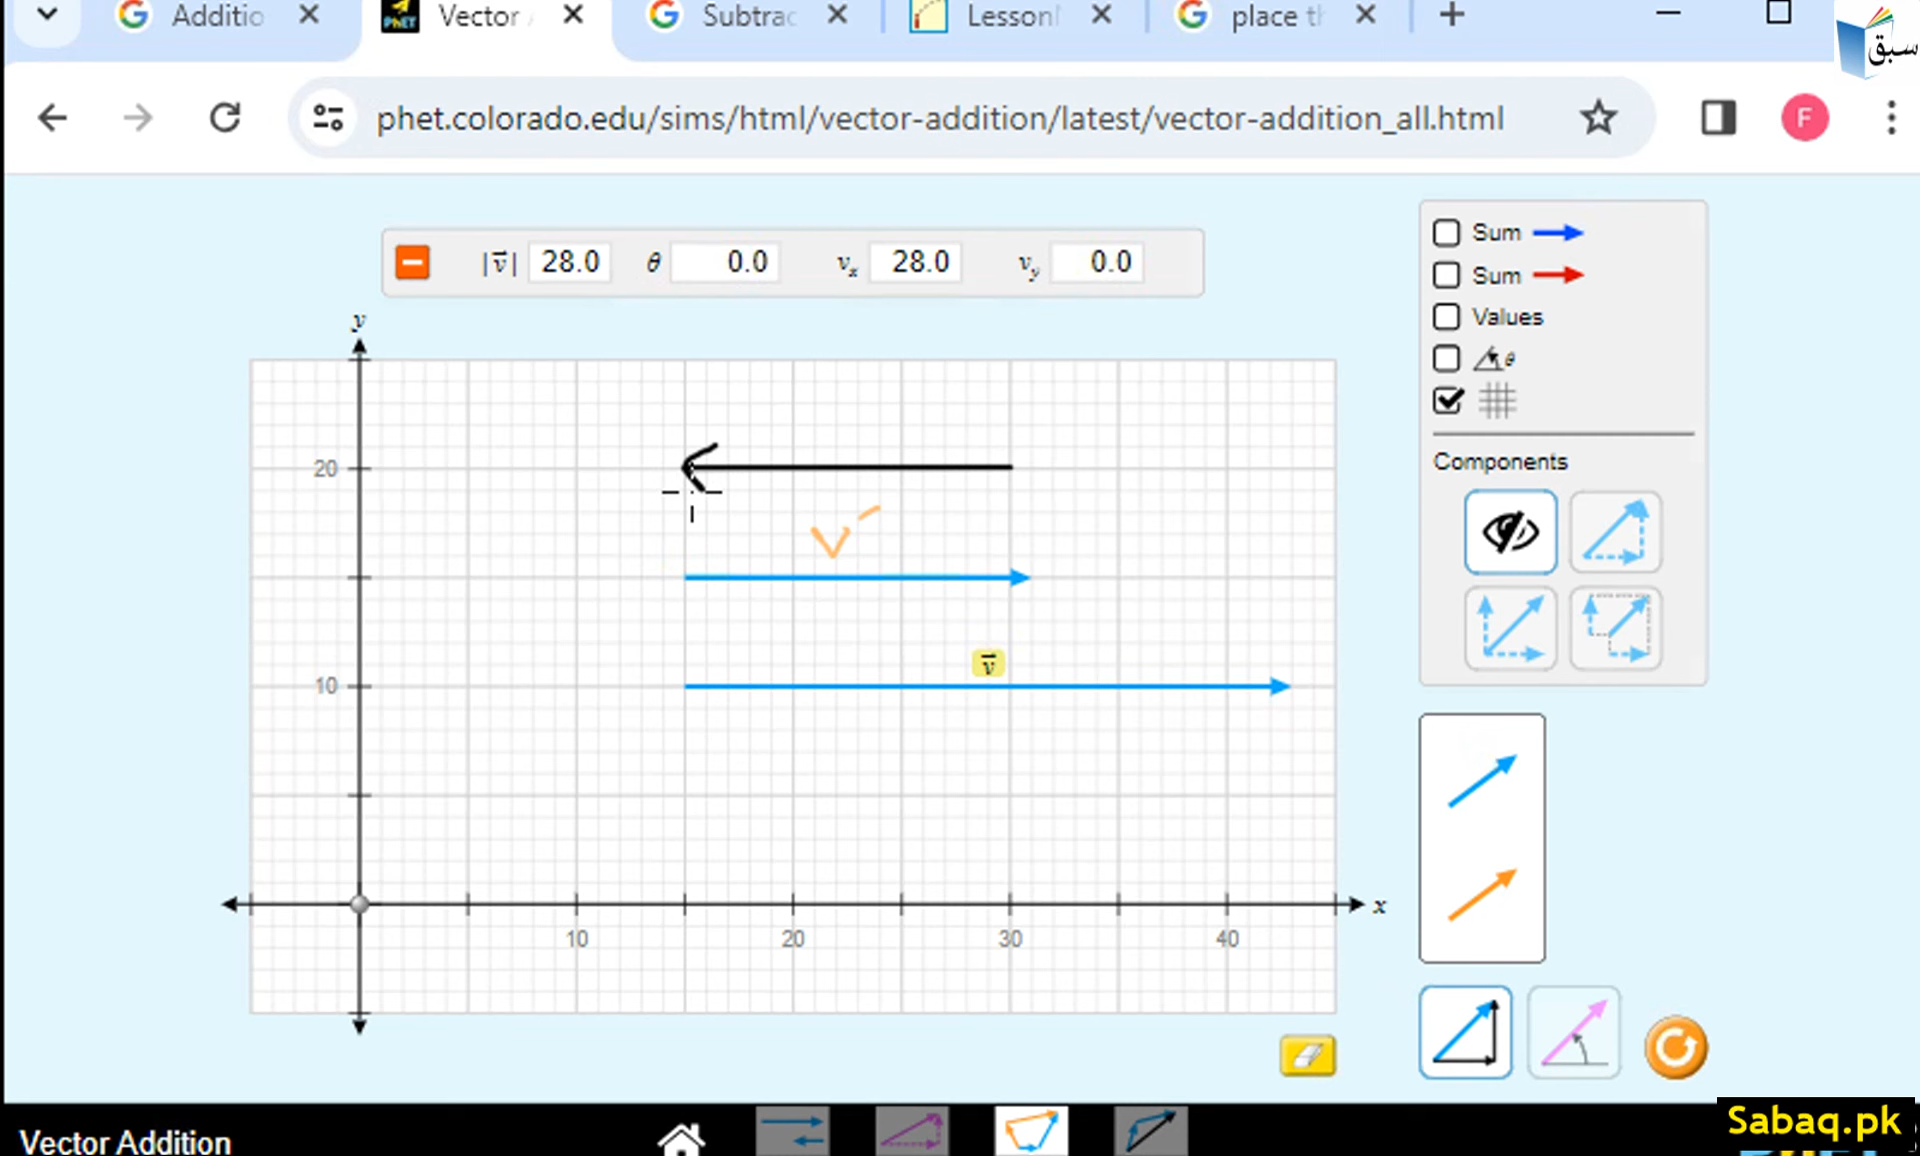 Additio
Vector
Subtrac
Lesson
place t
سبق
phet.colorado.edu/sims/html/vector-addition/latest/vector-addition_all.html
F
|v⃗| 28.0 θ 0.0 vx 28.0 vy 0.0
Sum
Sum
Values
θ
Components
y
20
10
v
v⃗
x
10 20 30 40
Vector Addition
Sabaq.pk